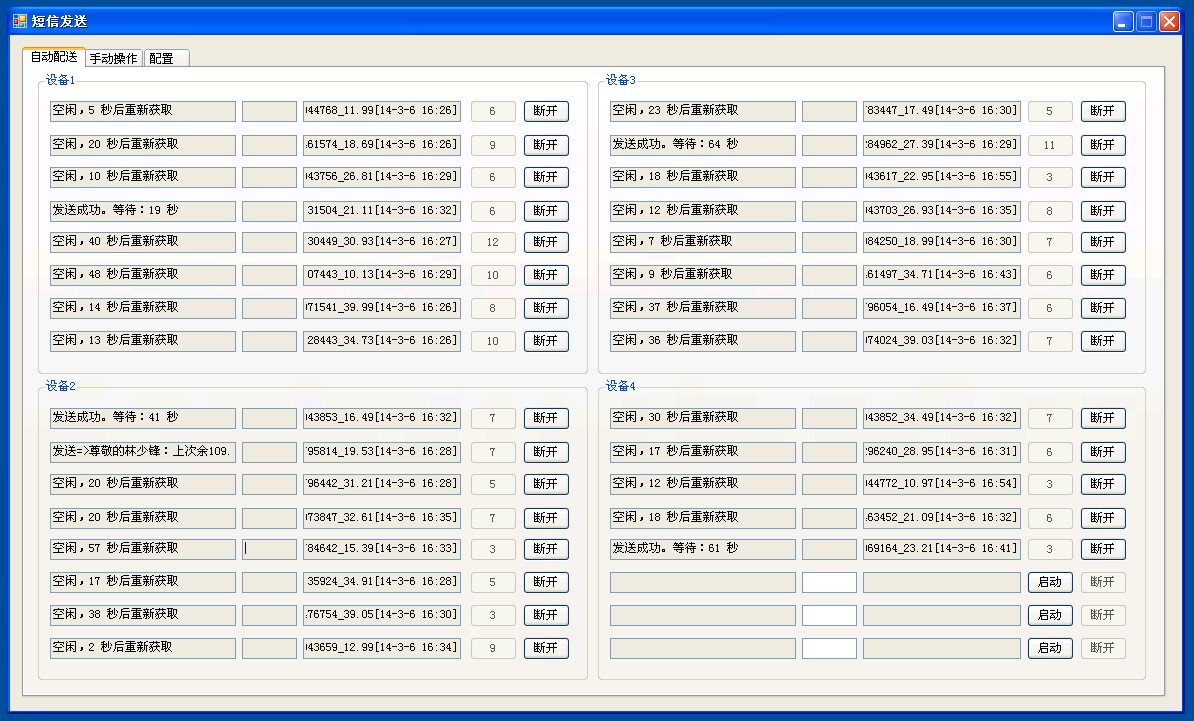 短信发送
自动配送 手动操作 配置
设备1
空闲，5 秒后重新获取 44768_11.99[14-3-6 16:26] 6 断开
空闲，20 秒后重新获取 61574_18.69[14-3-6 16:26] 9 断开
空闲，10 秒后重新获取 43756_26.81[14-3-6 16:29] 6 断开
发送成功。等待：19 秒 31504_21.11[14-3-6 16:32] 6 断开
空闲，40 秒后重新获取 30449_30.93[14-3-6 16:27] 12 断开
空闲，48 秒后重新获取 07443_10.13[14-3-6 16:29] 10 断开
空闲，14 秒后重新获取 71541_39.99[14-3-6 16:26] 8 断开
空闲，13 秒后重新获取 28443_34.73[14-3-6 16:26] 10 断开
设备3
空闲，23 秒后重新获取 83447_17.49[14-3-6 16:30] 5 断开
发送成功。等待：64 秒 84962_27.39[14-3-6 16:29] 11 断开
空闲，18 秒后重新获取 43617_22.95[14-3-6 16:55] 3 断开
空闲，12 秒后重新获取 43703_26.93[14-3-6 16:35] 8 断开
空闲，7 秒后重新获取 84250_18.99[14-3-6 16:30] 7 断开
空闲，9 秒后重新获取 61497_34.71[14-3-6 16:43] 6 断开
空闲，37 秒后重新获取 96054_16.49[14-3-6 16:37] 6 断开
空闲，36 秒后重新获取 74024_39.03[14-3-6 16:32] 7 断开
设备2
发送成功。等待：41 秒 43853_16.49[14-3-6 16:32] 7 断开
发送=>尊敬的林少锋：上次余109. 95814_19.53[14-3-6 16:28] 7 断开
空闲，20 秒后重新获取 96442_31.21[14-3-6 16:28] 5 断开
空闲，20 秒后重新获取 73847_32.61[14-3-6 16:35] 7 断开
空闲，57 秒后重新获取 84642_15.39[14-3-6 16:33] 3 断开
空闲，17 秒后重新获取 35924_34.91[14-3-6 16:28] 5 断开
空闲，38 秒后重新获取 76754_39.05[14-3-6 16:30] 3 断开
空闲，2 秒后重新获取 43659_12.99[14-3-6 16:34] 9 断开
设备4
空闲，30 秒后重新获取 43852_34.49[14-3-6 16:32] 7 断开
空闲，17 秒后重新获取 96240_28.95[14-3-6 16:31] 6 断开
空闲，12 秒后重新获取 44772_10.97[14-3-6 16:54] 3 断开
空闲，18 秒后重新获取 63452_21.09[14-3-6 16:32] 6 断开
发送成功。等待：61 秒 69164_23.21[14-3-6 16:41] 3 断开
启动 断开
启动 断开
启动 断开